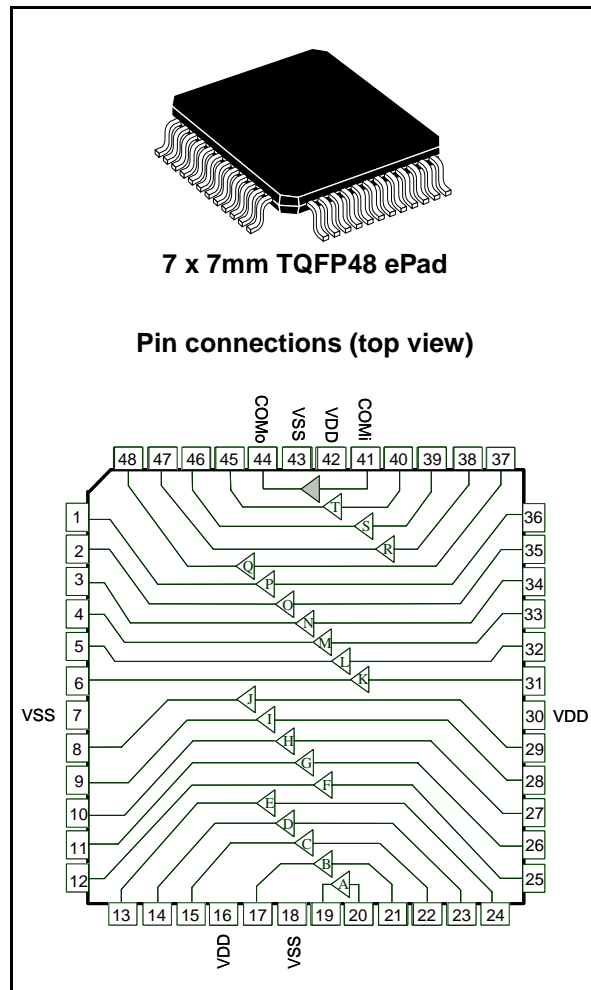 7 x 7mm TQFP48 ePad
Pin connections (top view)
COMo VSS VDD COMi
48 47 46 45 44 43 42 41 40 39 38 37
T
S
R
Q
P
O
N
M
L
K
J
I
H
G
F
E
D
C
B
A
1
2
3
4
5
6
VSS 7
8
9
10
11
12
36
35
34
33
32
31
30 VDD
29
28
27
26
25
13 14 15 16 17 18 19 20 21 22 23 24
VDD VSS